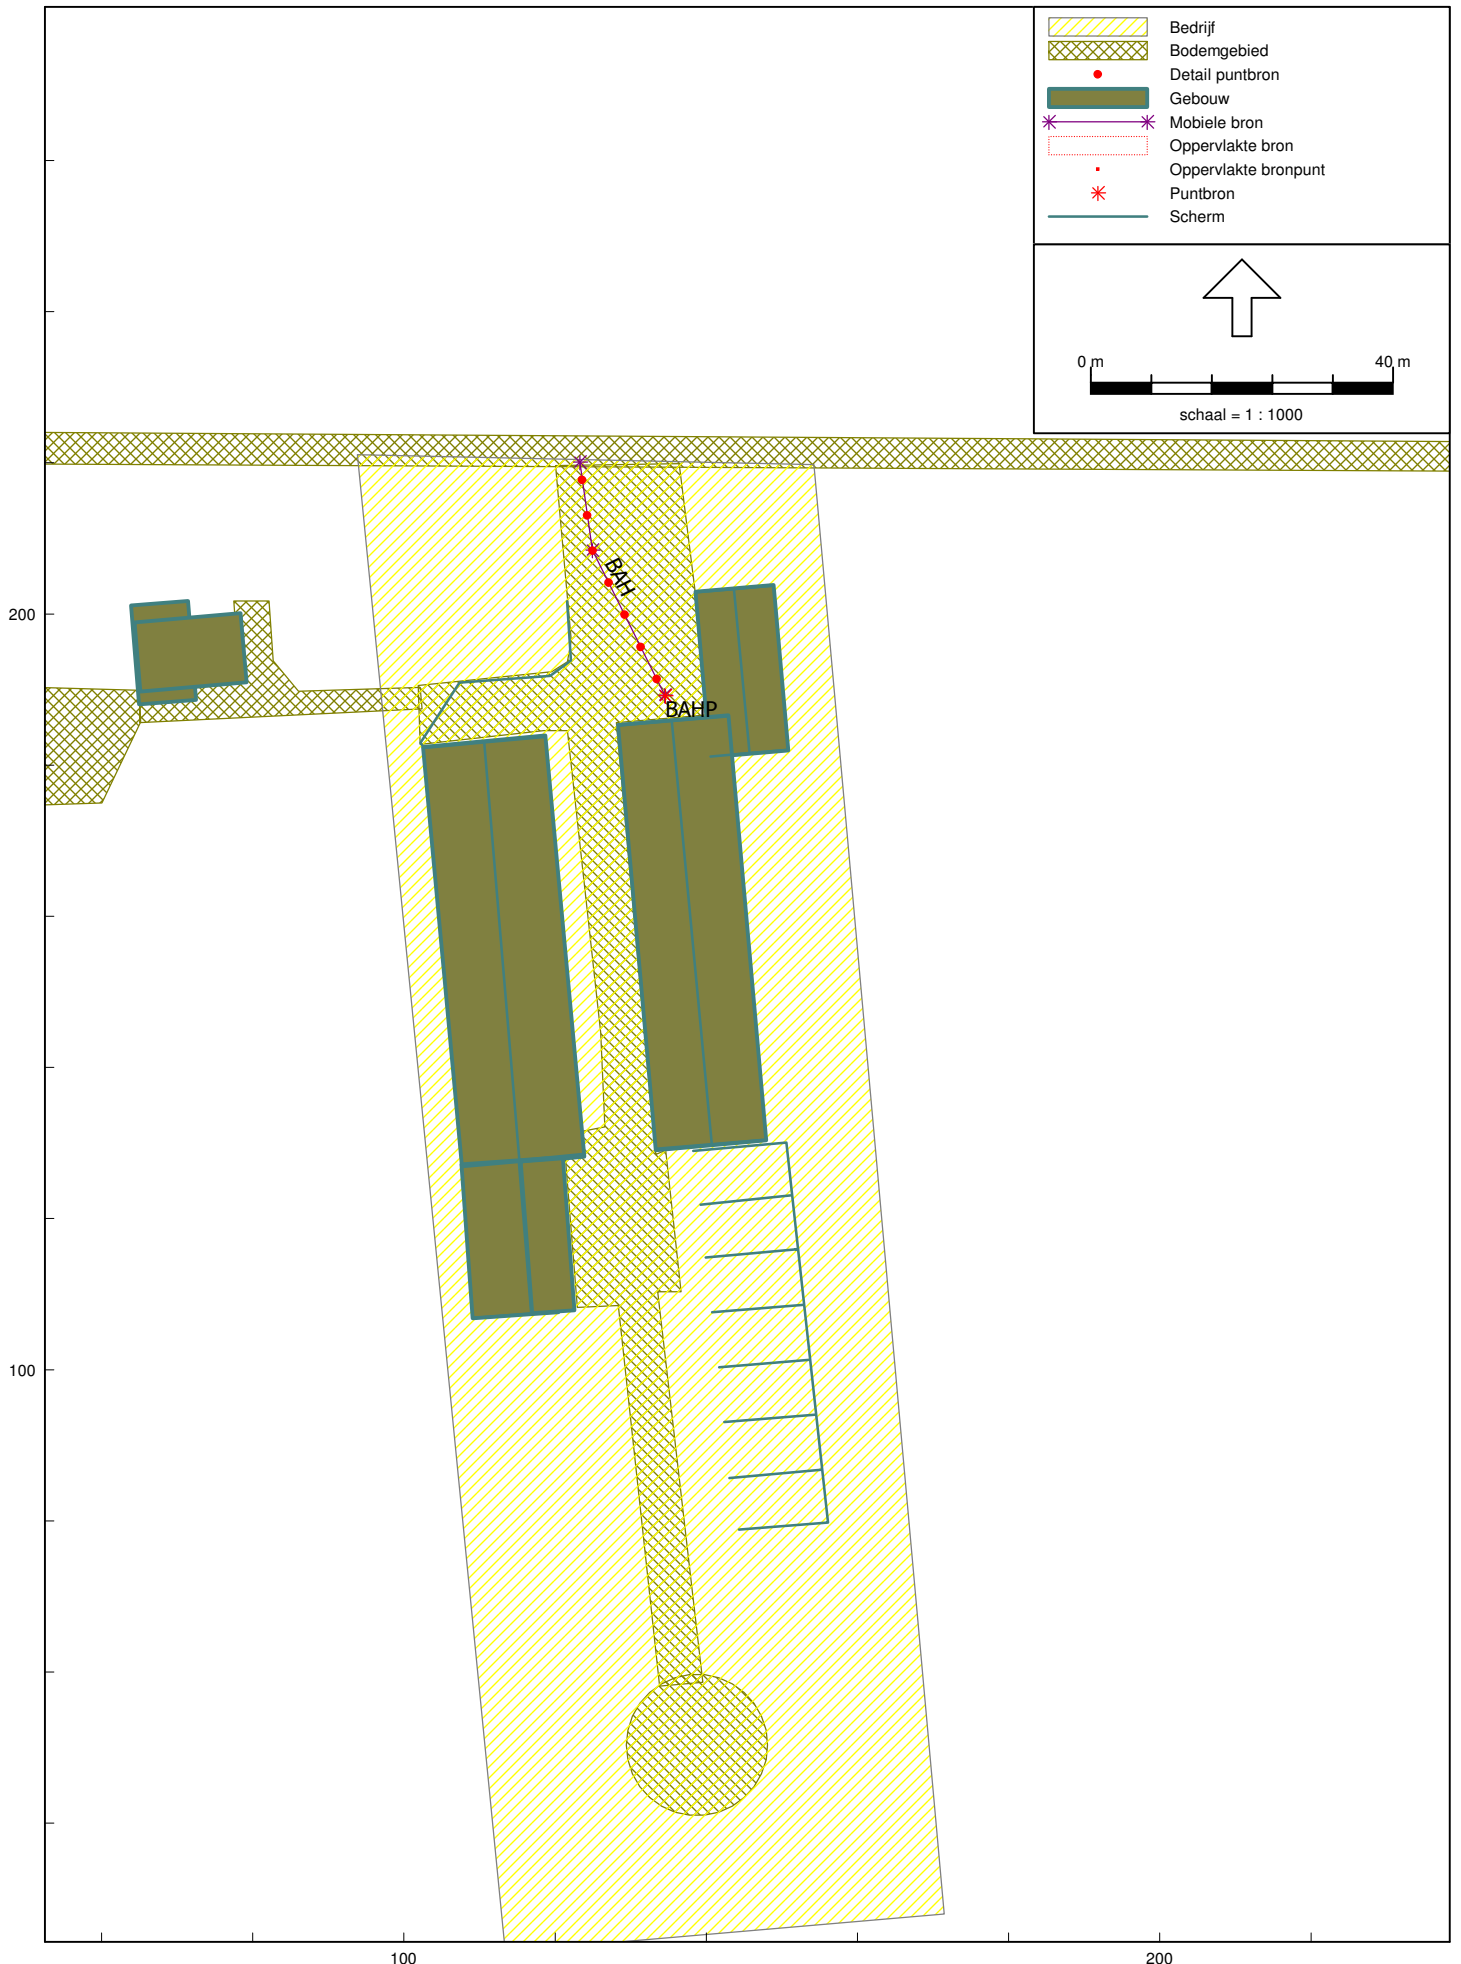 Bedrijf
Bodemgebied
Detail puntbron
Gebouw
Mobiele bron
Oppervlakte bron
Oppervlakte bronpunt
Puntbron
Scherm
0 m 40 m
schaal = 1 : 1000
BAH
200
BAHP
100
100 200